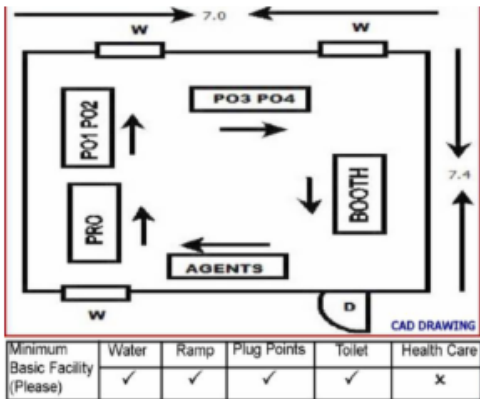 7.0
W W
PO3 PO4
PO1 PO2
7.4
BOOTH
PRO
AGENTS
W
D
CAD DRAWING
Minimum Basic Facility (Please) Water Ramp Plug Points Toilet Health Care
✓ ✓ ✓ ✓ x